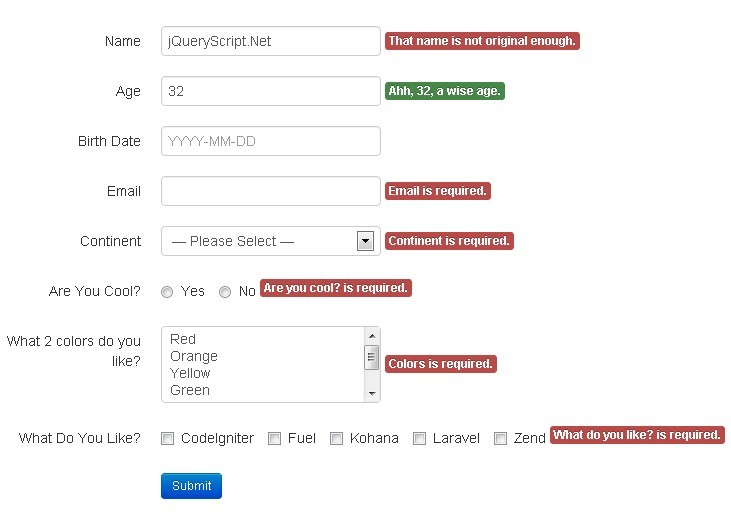 Name jQueryScript.Net That name is not original enough.
Age 32 Ahh, 32, a wise age.
Birth Date YYYY-MM-DD
Email Email is required.
Continent — Please Select — Continent is required.
Are You Cool? Yes No Are you cool? is required.
What 2 colors do you
like?
Red
Orange
Yellow
Green
Colors is required.
What Do You Like? CodeIgniter Fuel Kohana Laravel Zend What do you like? is required.
Submit